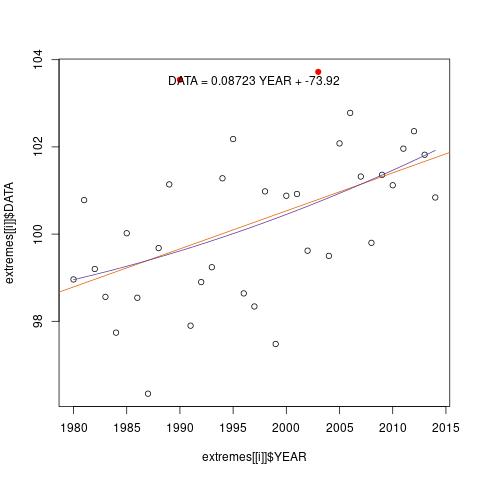 DATA = 0.08723 YEAR + -73.92
extremes[[i]]$DATA
104
102
100
98
1980 1985 1990 1995 2000 2005 2010 2015
extremes[[i]]$YEAR